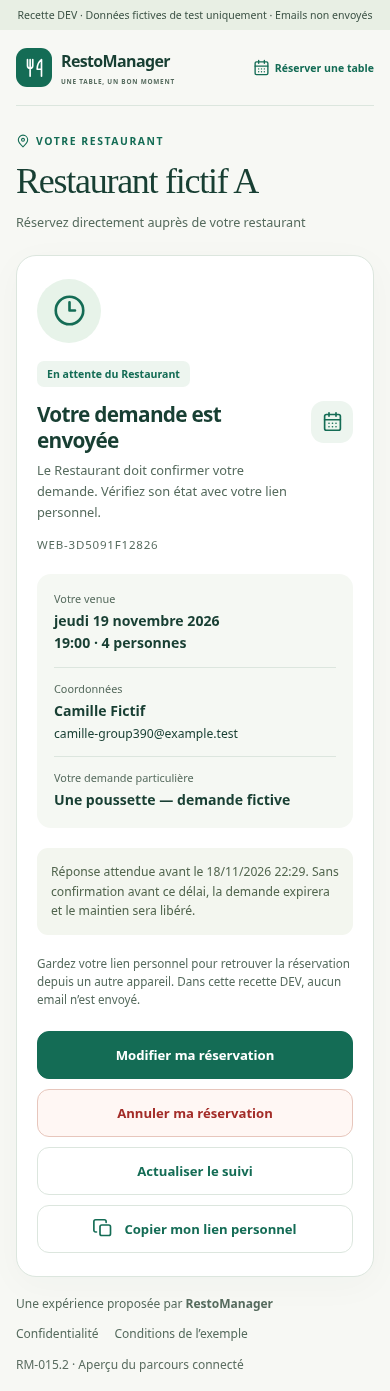 Recette DEV · Données fictives de test uniquement · Emails non envoyés
RestoManager
UNE TABLE, UN BON MOMENT
Réserver une table
VOTRE RESTAURANT
Restaurant fictif A
Réservez directement auprès de votre restaurant
En attente du Restaurant
Votre demande est
envoyée
Le Restaurant doit confirmer votre
demande. Vérifiez son état avec votre lien
personnel.
WEB-3D5091F12826
Votre venue
jeudi 19 novembre 2026
19:00 · 4 personnes
Coordonnées
Camille Fictif
camille-group390@example.test
Votre demande particulière
Une poussette — demande fictive
Réponse attendue avant le 18/11/2026 22:29. Sans
confirmation avant ce délai, la demande expirera
et le maintien sera libéré.
Gardez votre lien personnel pour retrouver la réservation
depuis un autre appareil. Dans cette recette DEV, aucun
email n’est envoyé.
Modifier ma réservation
Annuler ma réservation
Actualiser le suivi
Copier mon lien personnel
Une expérience proposée par RestoManager
Confidentialité Conditions de l’exemple
RM-015.2 · Aperçu du parcours connecté